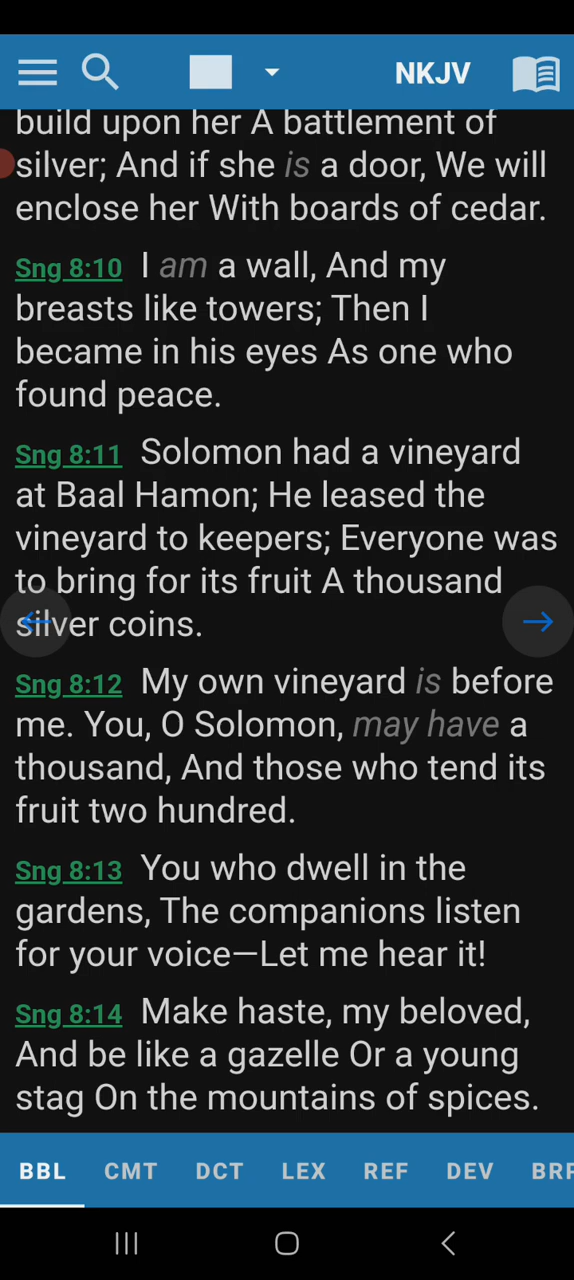 NKJV
build upon her A battlement of
silver; And if she is a door, We will
enclose her With boards of cedar.
Sng 8:10 I am a wall, And my
breasts like towers; Then I
became in his eyes As one who
found peace.
Sng 8:11 Solomon had a vineyard
at Baal Hamon; He leased the
vineyard to keepers; Everyone was
to bring for its fruit A thousand
silver coins.
Sng 8:12 My own vineyard is before
me. You, O Solomon, may have a
thousand, And those who tend its
fruit two hundred.
Sng 8:13 You who dwell in the
gardens, The companions listen
for your voice—Let me hear it!
Sng 8:14 Make haste, my beloved,
And be like a gazelle Or a young
stag On the mountains of spices.
BBL CMT DCT LEX REF DEV BRP